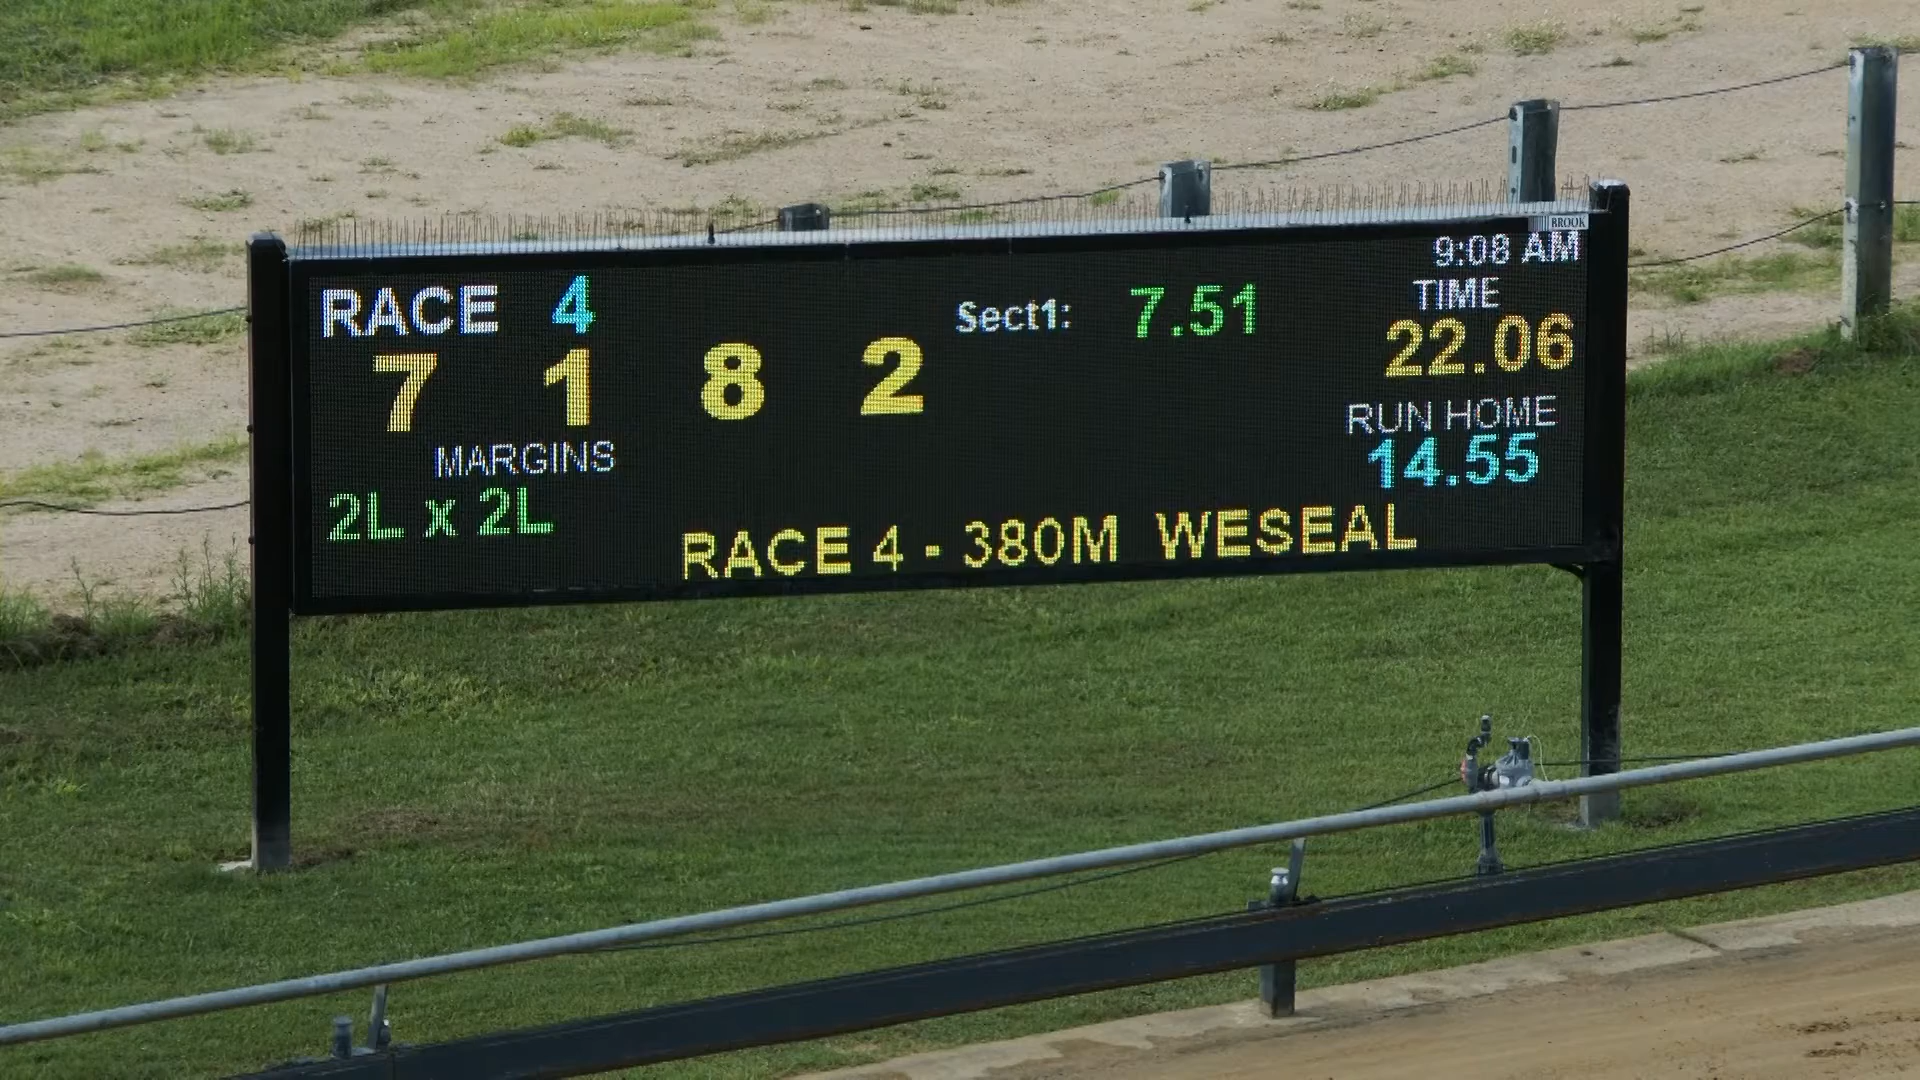 BROOK
9:08 AM
RACE 4
Sect1: 7.51
TIME
22.06
7 1 8 2
RUN HOME
14.55
MARGINS
2L x 2L
RACE 4 - 380M WESEAL